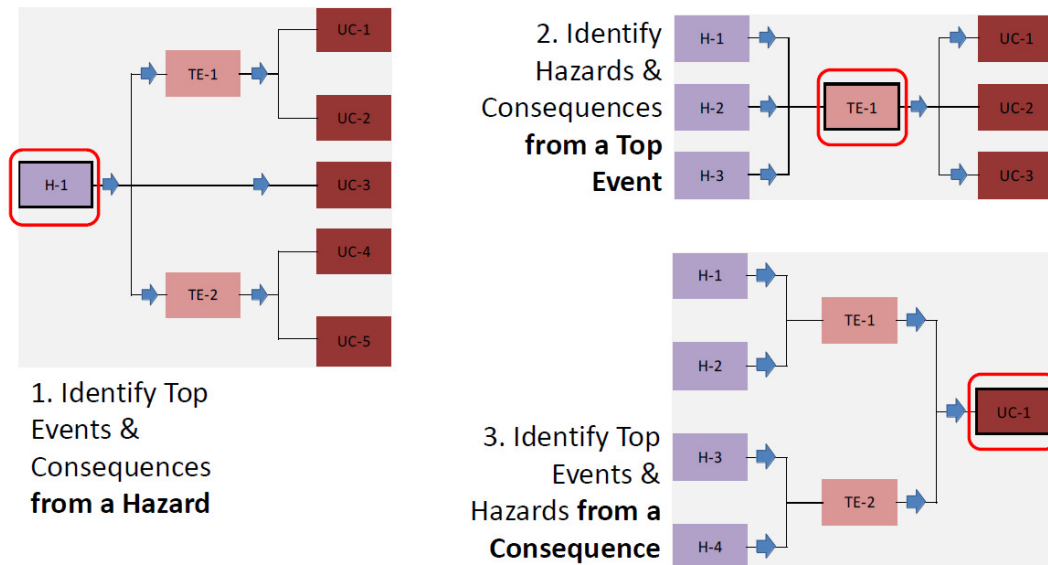 UC-1
TE-1
UC-2
H-1
UC-3
UC-4
TE-2
UC-5
1. Identify Top
Events &
Consequences
from a Hazard
2. Identify
Hazards &
Consequences
from a Top
Event
H-1
H-2
H-3
TE-1
UC-1
UC-2
UC-3
3. Identify Top
Events &
Hazards from a
Consequence
H-1
H-2
H-3
H-4
TE-1
TE-2
UC-1